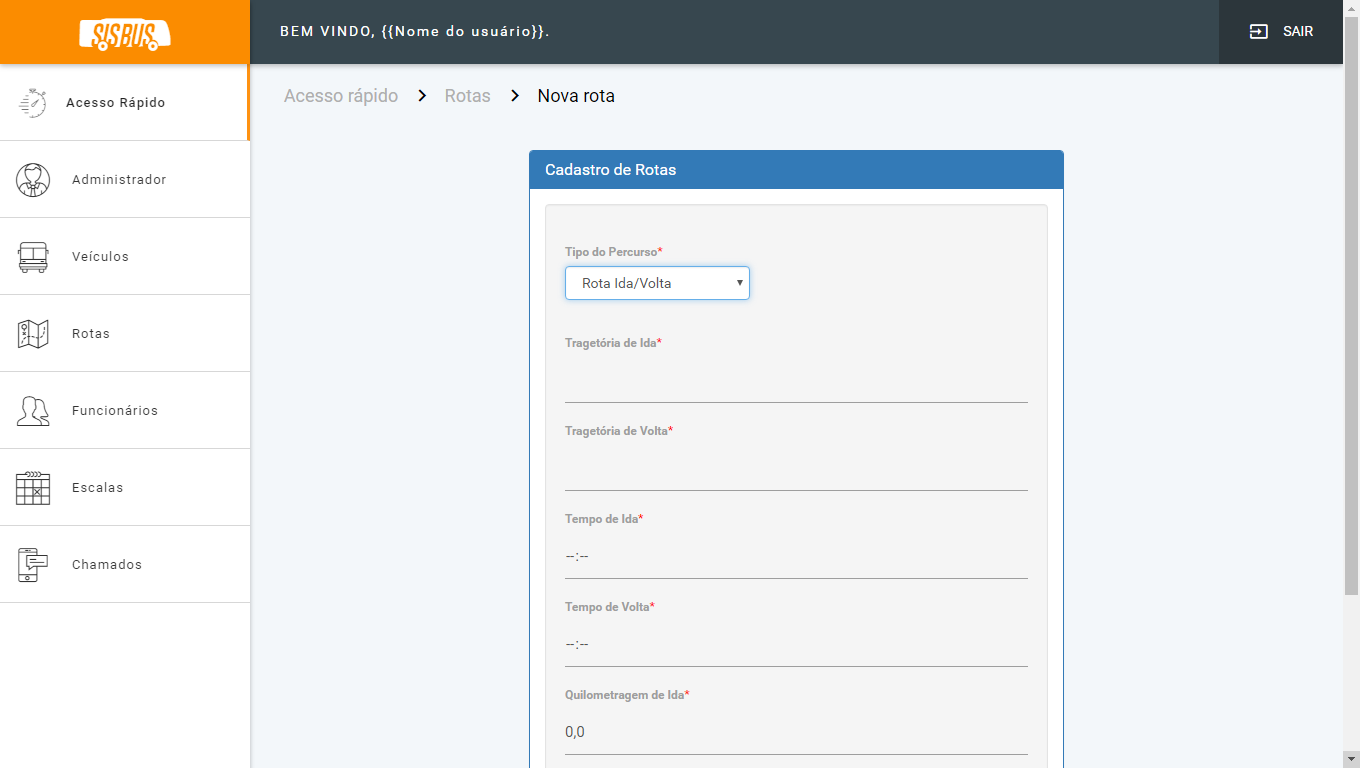 SISBUS
BEM VINDO, {{Nome do usuário}}.
SAIR
Acesso Rápido
Administrador
Veículos
Rotas
Funcionários
Escalas
Chamados
Acesso rápido > Rotas > Nova rota
Cadastro de Rotas
Tipo do Percurso*
Rota Ida/Volta
Tragetória de Ida*
Tragetória de Volta*
Tempo de Ida*
--:--
Tempo de Volta*
--:--
Quilometragem de Ida*
0,0